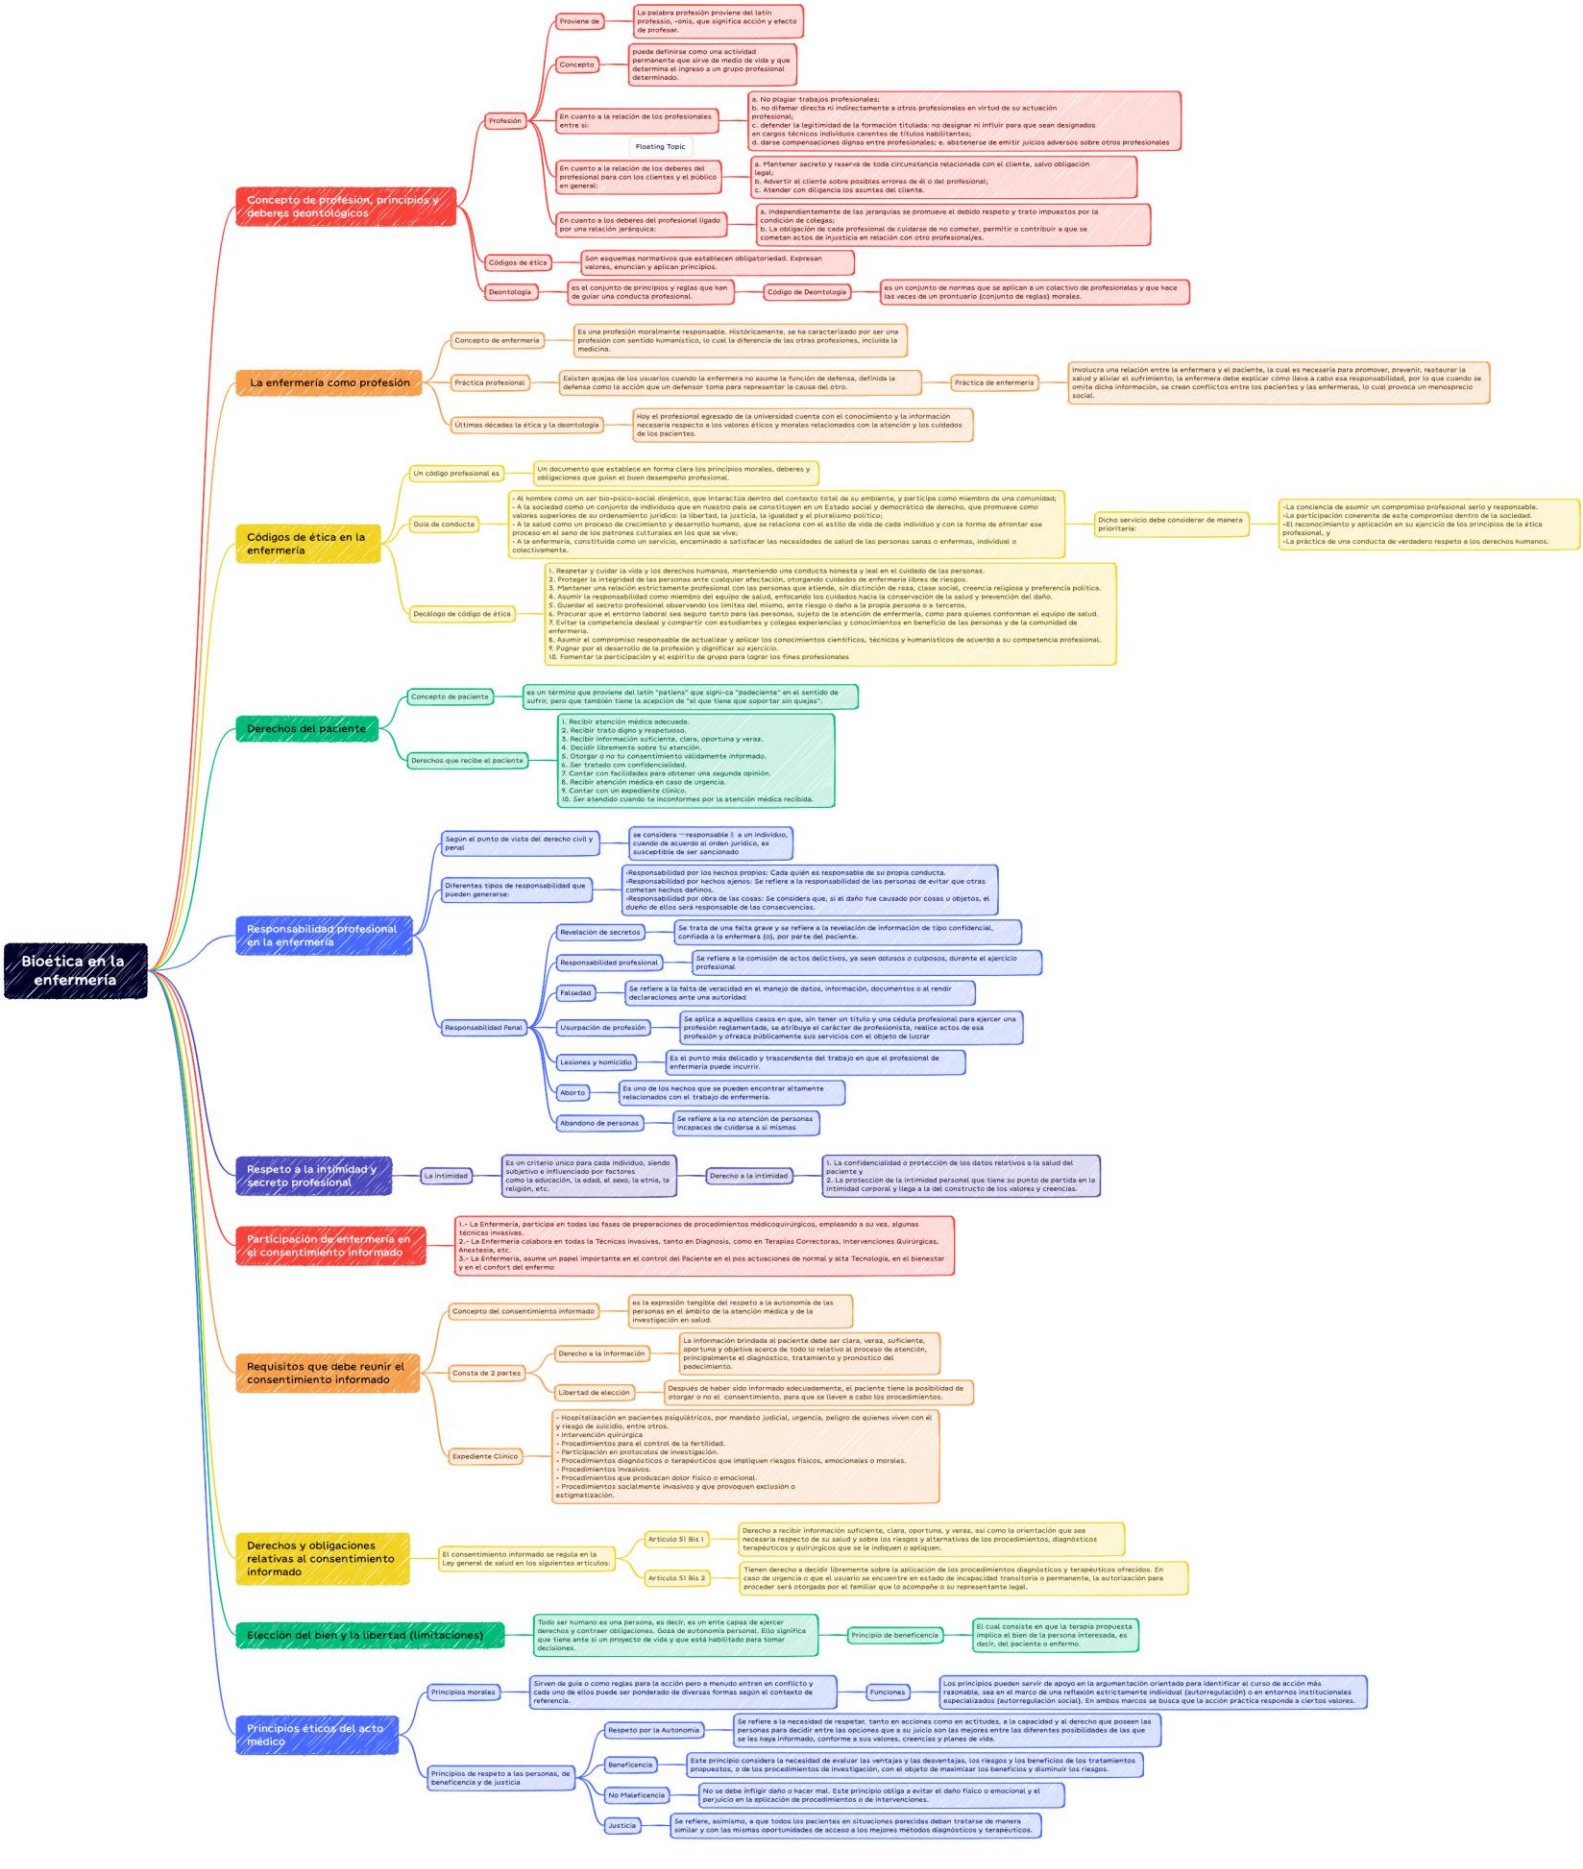 Bioética en la
enfermería
Concepto de profesión, principios y
deberes deontológicos
Profesión
Proviene de
La palabra profesión proviene del latín
professio, -onis, que significa acción y efecto
de profesar.
Concepto
puede definirse como una actividad
permanente que sirve de medio de vida y que
determina el ingreso a un grupo profesional
determinado.
En cuanto a la relación de los profesionales
entre sí:
a. No plagiar trabajos profesionales;
b. no difamar directa ni indirectamente a otros profesionales en virtud de su actuación
profesional;
c. defender la legitimidad de la formación titulada: no designar ni influir para que sean designados
en cargos técnicos individuos carentes de títulos habilitantes;
d. darse compensaciones dignas entre profesionales; e. abstenerse de emitir juicios adversos sobre otros profesionales
Floating Topic
En cuanto a la relación de los deberes del
profesional para con los clientes y el público
en general:
a. Mantener secreto y reserva de toda circunstancia relacionada con el cliente, salvo obligación
legal;
b. Advertir al cliente sobre posibles errores de él o del profesional;
c. Atender con diligencia los asuntos del cliente.
En cuanto a los deberes del profesional ligado
por una relación jerárquica:
a. Independientemente de las jerarquías se promueve el debido respeto y trato impuestos por la
condición de colegas;
b. La obligación de cada profesional de cuidarse de no cometer, permitir o contribuir a que se
cometan actos de injusticia en relación con otro profesional/es.
Códigos de ética
Son esquemas normativos que establecen obligatoriedad. Expresan
valores, enuncian y aplican principios.
Deontología
es el conjunto de principios y reglas que han
de guiar una conducta profesional.
Código de Deontología
es un conjunto de normas que se aplican a un colectivo de profesionales y que hace
las veces de un prontuario (conjunto de reglas) morales.
La enfermería como profesión
Concepto de enfermería
Es una profesión moralmente responsable. Históricamente, se ha caracterizado por ser una
profesión con sentido humanístico, lo cual la diferencia de las otras profesiones, incluida la
medicina.
Práctica profesional
Existen quejas de los usuarios cuando la enfermera no asume la función de defensa, definida la
defensa como la acción que un defensor toma para representar la causa del otro.
Práctica de enfermería
Involucra una relación entre la enfermera y el paciente, la cual es necesaria para promover, prevenir, restaurar la
salud y aliviar el sufrimiento; la enfermera debe explicar cómo lleva a cabo esa responsabilidad, por lo que cuando se
omite dicha información, se crean conflictos entre los pacientes y las enfermeras, lo cual provoca un menosprecio
social.
Últimas décadas la ética y la deontología
Hoy el profesional egresado de la universidad cuenta con el conocimiento y la información
necesaria respecto a los valores éticos y morales relacionados con la atención y los cuidados
de los pacientes.
Códigos de ética en la
enfermería
Un código profesional es
Un documento que establece en forma clara los principios morales, deberes y
obligaciones que guían el buen desempeño profesional.
Guía de conducta
• Al hombre como un ser bio-psico-social dinámico, que interactúa dentro del contexto total de su ambiente, y participa como miembro de una comunidad;
• A la sociedad como un conjunto de individuos que en nuestro país se constituyen en un Estado social y democrático de derecho, que promueve como
valores superiores de su ordenamiento jurídico: la libertad, la justicia, la igualdad y el pluralismo político;
• A la salud como un proceso de crecimiento y desarrollo humano, que se relaciona con el estilo de vida de cada individuo y con la forma de afrontar ese
proceso en el seno de los patrones culturales en los que se vive;
• A la enfermería, constituida como un servicio, encaminado a satisfacer las necesidades de salud de las personas sanas o enfermas, individual o
colectivamente.
Dicho servicio debe considerar de manera
prioritaria:
-La conciencia de asumir un compromiso profesional serio y responsable.
-La participación coherente de este compromiso dentro de la sociedad.
-El reconocimiento y aplicación en su ejercicio de los principios de la ética
profesional, y
-La práctica de una conducta de verdadero respeto a los derechos humanos.
Decálogo de código de ética
1. Respetar y cuidar la vida y los derechos humanos, manteniendo una conducta honesta y leal en el cuidado de las personas.
2. Proteger la integridad de las personas ante cualquier afectación, otorgando cuidados de enfermería libres de riesgos.
3. Mantener una relación estrictamente profesional con las personas que atiende, sin distinción de raza, clase social, creencia religiosa y preferencia política.
4. Asumir la responsabilidad como miembro del equipo de salud, enfocando los cuidados hacia la conservación de la salud y prevención del daño.
5. Guardar el secreto profesional observando los límites del mismo, ante riesgo o daño a la propia persona o a terceros.
6. Procurar que el entorno laboral sea seguro tanto para las personas, sujeto de la atención de enfermería, como para quienes conforman el equipo de salud.
7. Evitar la competencia desleal y compartir con estudiantes y colegas experiencias y conocimientos en beneficio de las personas y de la comunidad de
enfermería.
8. Asumir el compromiso responsable de actualizar y aplicar los conocimientos científicos, técnicos y humanísticos de acuerdo a su competencia profesional.
9. Pugnar por el desarrollo de la profesión y dignificar su ejercicio.
10. Fomentar la participación y el espíritu de grupo para lograr los fines profesionales
Derechos del paciente
Concepto de paciente
es un término que proviene del latín "patiens" que signi-ca "padeciente" en el sentido de
sufrir, pero que también tiene la acepción de "el que tiene que soportar sin quejas".
Derechos que recibe el paciente
1. Recibir atención médica adecuada.
2. Recibir trato digno y respetuoso.
3. Recibir información suficiente, clara, oportuna y veraz.
4. Decidir libremente sobre tu atención.
5. Otorgar o no tu consentimiento válidamente informado.
6. Ser tratado con confidencialidad.
7. Contar con facilidades para obtener una segunda opinión.
8. Recibir atención médica en caso de urgencia.
9. Contar con un expediente clínico.
10. Ser atendido cuando te inconformes por la atención médica recibida.
Responsabilidad profesional
en la enfermería
Según el punto de vista del derecho civil y
penal
se considera ―responsable‖ a un individuo,
cuando de acuerdo al orden jurídico, es
susceptible de ser sancionado
Diferentes tipos de responsabilidad que
pueden generarse:
-Responsabilidad por los hechos propios: Cada quién es responsable de su propia conducta.
-Responsabilidad por hechos ajenos: Se refiere a la responsabilidad de las personas de evitar que otras
cometan hechos dañinos.
-Responsabilidad por obra de las cosas: Se considera que, si el daño fue causado por cosas u objetos, el
dueño de ellos será responsable de las consecuencias.
Responsabilidad Penal
Revelación de secretos
Se trata de una falta grave y se refiere a la revelación de información de tipo confidencial,
confiada a la enfermera (o), por parte del paciente.
Responsabilidad profesional
Se refiere a la comisión de actos delictivos, ya sean dolosos o culposos, durante el ejercicio
profesional
Falsedad
Se refiere a la falta de veracidad en el manejo de datos, información, documentos o al rendir
declaraciones ante una autoridad
Usurpación de profesión
Se aplica a aquellos casos en que, sin tener un título y una cédula profesional para ejercer una
profesión reglamentada, se atribuya el carácter de profesionista, realice actos de esa
profesión y ofrezca públicamente sus servicios con el objeto de lucrar
Lesiones y homicidio
Es el punto más delicado y trascendente del trabajo en que el profesional de
enfermería puede incurrir.
Aborto
Es uno de los hechos que se pueden encontrar altamente
relacionados con el trabajo de enfermería.
Abandono de personas
Se refiere a la no atención de personas
incapaces de cuidarse a sí mismas
Respeto a la intimidad y
secreto profesional
La intimidad
Es un criterio único para cada individuo, siendo
subjetivo e influenciado por factores
como la educación, la edad, el sexo, la etnia, la
religión, etc.
Derecho a la intimidad
1. La confidencialidad o protección de los datos relativos a la salud del
paciente y
2. La protección de la intimidad personal que tiene su punto de partida en la
intimidad corporal y llega a la del constructo de los valores y creencias.
Participación de enfermería en
el consentimiento informado
1.- La Enfermería, participa en todas las fases de preparaciones de procedimientos médicoquirúrgicos, empleando a su vez, algunas
técnicas invasivas.
2.- La Enfermería colabora en todas la Técnicas invasivas, tanto en Diagnosis, como en Terapias Correctoras, Intervenciones Quirúrgicas,
Anestesia, etc.
3.- La Enfermería, asume un papel importante en el control del Paciente en el pos actuaciones de normal y alta Tecnología, en el bienestar
y en el confort del enfermo
Requisitos que debe reunir el
consentimiento informado
Concepto del consentimiento informado
es la expresión tangible del respeto a la autonomía de las
personas en el ámbito de la atención médica y de la
investigación en salud.
Consta de 2 partes
Derecho a la información
La información brindada al paciente debe ser clara, veraz, suficiente,
oportuna y objetiva acerca de todo lo relativo al proceso de atención,
principalmente el diagnóstico, tratamiento y pronóstico del
padecimiento.
Libertad de elección
Después de haber sido informado adecuadamente, el paciente tiene la posibilidad de
otorgar o no el consentimiento, para que se lleven a cabo los procedimientos.
Expediente Clínico
- Hospitalización en pacientes psiquiátricos, por mandato judicial, urgencia, peligro de quienes viven con él
y riesgo de suicidio, entre otros.
- Intervención quirúrgica
- Procedimientos para el control de la fertilidad.
- Participación en protocolos de investigación.
- Procedimientos diagnósticos o terapéuticos que impliquen riesgos físicos, emocionales o morales.
- Procedimientos invasivos.
- Procedimientos que produzcan dolor físico o emocional.
- Procedimientos socialmente invasivos y que provoquen exclusión o
estigmatización.
Derechos y obligaciones
relativas al consentimiento
informado
El consentimiento informado se regula en la
Ley general de salud en los siguientes artículos:
Artículo 51 Bis 1
Derecho a recibir información suficiente, clara, oportuna, y veraz, así como la orientación que sea
necesaria respecto de su salud y sobre los riesgos y alternativas de los procedimientos, diagnósticos
terapéuticos y quirúrgicos que se le indiquen o apliquen.
Artículo 51 Bis 2
Tienen derecho a decidir libremente sobre la aplicación de los procedimientos diagnósticos y terapéuticos ofrecidos. En
caso de urgencia o que el usuario se encuentre en estado de incapacidad transitoria o permanente, la autorización para
proceder será otorgada por el familiar que lo acompañe o su representante legal.
Elección del bien y la libertad (limitaciones)
Todo ser humano es una persona, es decir, es un ente capaz de ejercer
derechos y contraer obligaciones. Goza de autonomía personal. Ello significa
que tiene ante sí un proyecto de vida y que está habilitado para tomar
decisiones.
Principio de beneficencia
El cual consiste en que la terapia propuesta
implica el bien de la persona interesada, es
decir, del paciente o enfermo.
Principios éticos del acto
médico
Principios morales
Sirven de guía o como reglas para la acción pero a menudo entran en conflicto y
cada uno de ellos puede ser ponderado de diversas formas según el contexto de
referencia.
Funciones
Los principios pueden servir de apoyo en la argumentación orientada para identificar el curso de acción más
razonable, sea en el marco de una reflexión estrictamente individual (autorregulación) o en entornos institucionales
especializados (autorregulación social). En ambos marcos se busca que la acción práctica responda a ciertos valores.
Principios de respeto a las personas, de
beneficencia y de justicia
Respeto por la Autonomía
Se refiere a la necesidad de respetar, tanto en acciones como en actitudes, a la capacidad y al derecho que poseen las
personas para decidir entre las opciones que a su juicio son las mejores entre las diferentes posibilidades de las que
se les haya informado, conforme a sus valores, creencias y planes de vida.
Beneficencia
Este principio considera la necesidad de evaluar las ventajas y las desventajas, los riesgos y los beneficios de los tratamientos
propuestos, o de los procedimientos de investigación, con el objeto de maximizar los beneficios y disminuir los riesgos.
No Maleficencia
No se debe infligir daño o hacer mal. Este principio obliga a evitar el daño físico o emocional y el
perjuicio en la aplicación de procedimientos o de intervenciones.
Justicia
Se refiere, asimismo, a que todos los pacientes en situaciones parecidas deban tratarse de manera
similar y con las mismas oportunidades de acceso a los mejores métodos diagnósticos y terapéuticos.